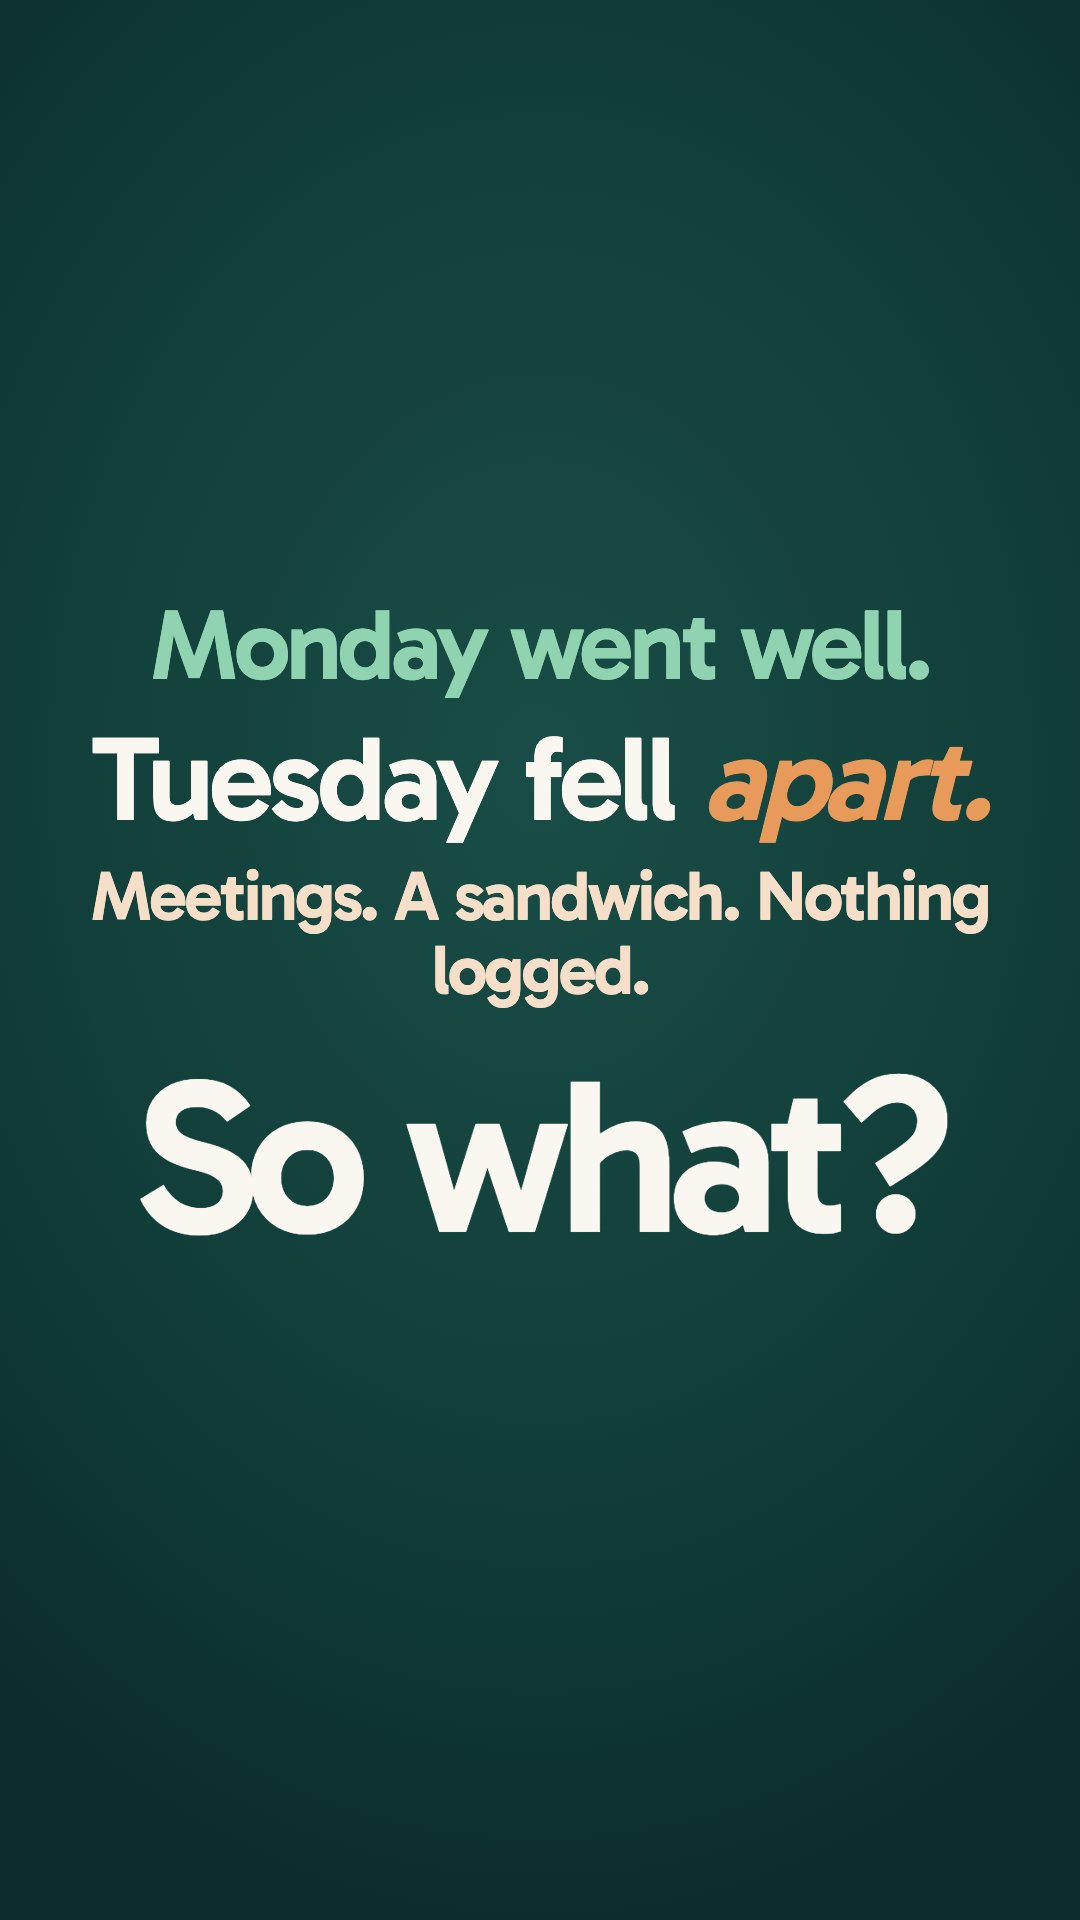 Monday went well.
Tuesday fell apart.
Meetings. A sandwich. Nothing
logged.
So what?